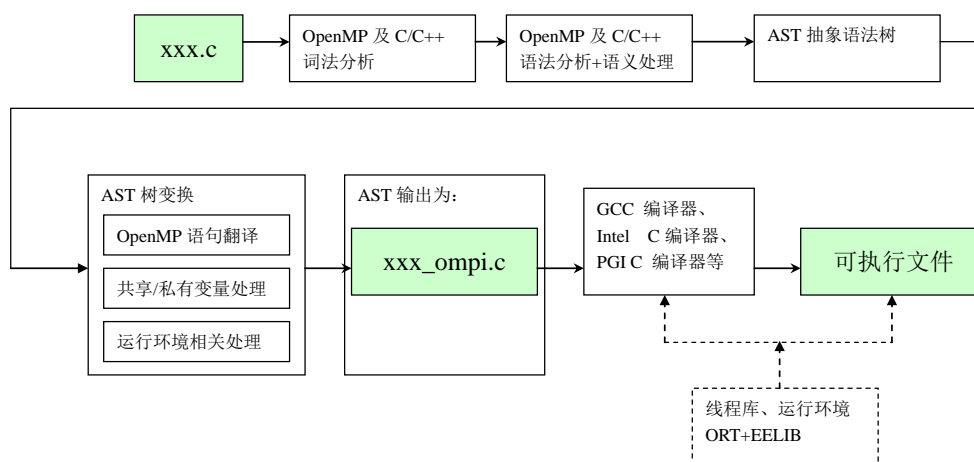 xxx.c
OpenMP 及 C/C++
词法分析
OpenMP 及 C/C++
语法分析+语义处理
AST 抽象语法树
AST 树变换
OpenMP 语句翻译
共享/私有变量处理
运行环境相关处理
AST 输出为:
xxx_ompi.c
GCC 编译器、
Intel C 编译器、
PGI C 编译器等
可执行文件
线程库、运行环境
ORT+EELIB